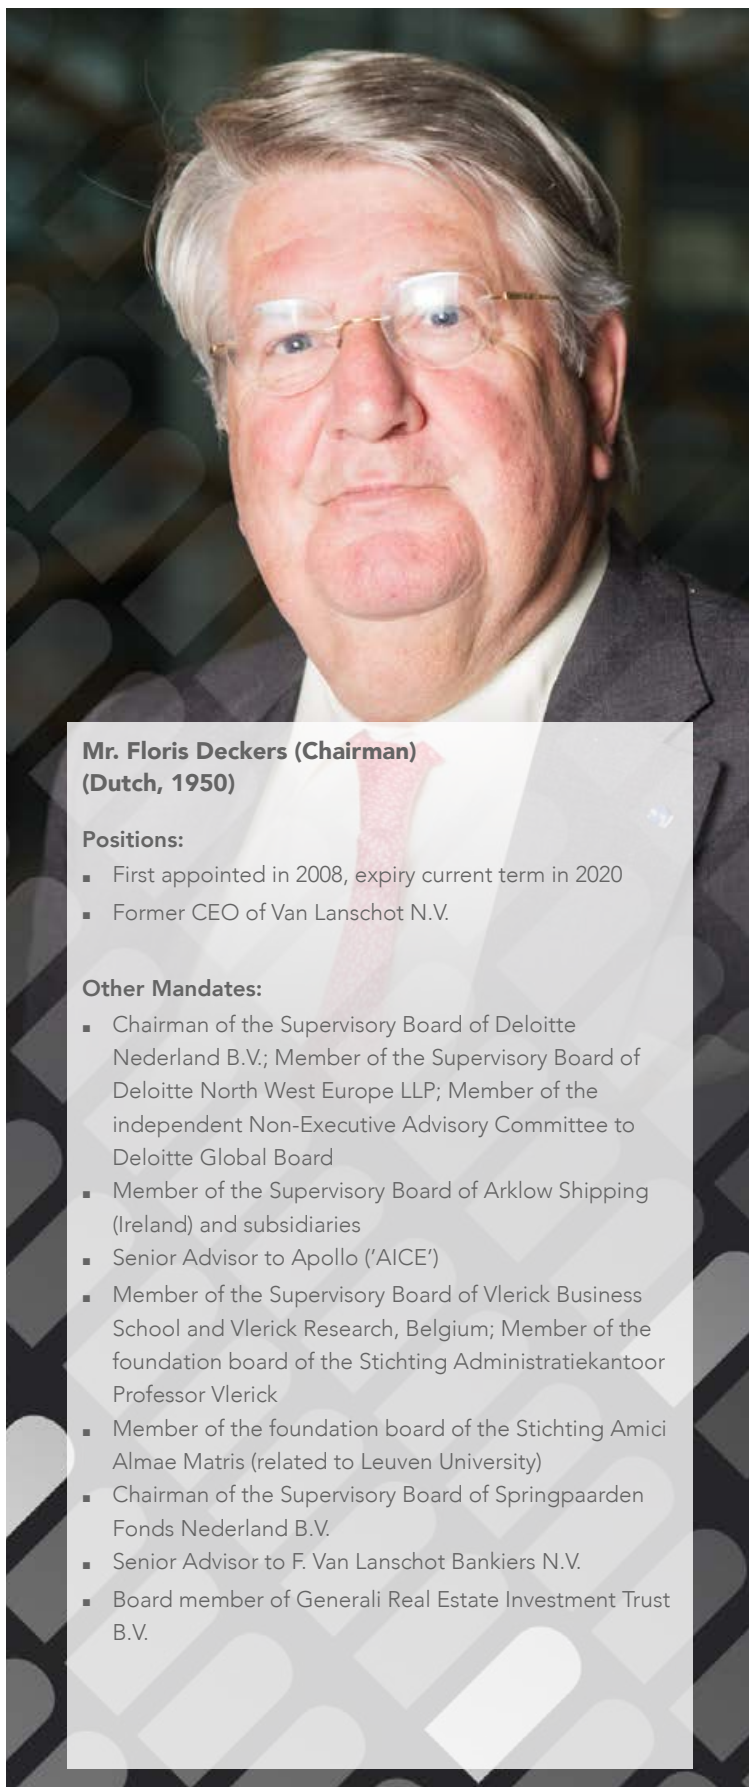 Mr. Floris Deckers (Chairman)
(Dutch, 1950)
Positions:
▪ First appointed in 2008, expiry current term in 2020
▪ Former CEO of Van Lanschot N.V.
Other Mandates:
▪ Chairman of the Supervisory Board of Deloitte
Nederland B.V.; Member of the Supervisory Board of
Deloitte North West Europe LLP; Member of the
independent Non-Executive Advisory Committee to
Deloitte Global Board
▪ Member of the Supervisory Board of Arklow Shipping
(Ireland) and subsidiaries
▪ Senior Advisor to Apollo ('AICE')
▪ Member of the Supervisory Board of Vlerick Business
School and Vlerick Research, Belgium; Member of the
foundation board of the Stichting Administratiekantoor
Professor Vlerick
▪ Member of the foundation board of the Stichting Amici
Almae Matris (related to Leuven University)
▪ Chairman of the Supervisory Board of Springpaarden
Fonds Nederland B.V.
▪ Senior Advisor to F. Van Lanschot Bankiers N.V.
▪ Board member of Generali Real Estate Investment Trust
B.V.